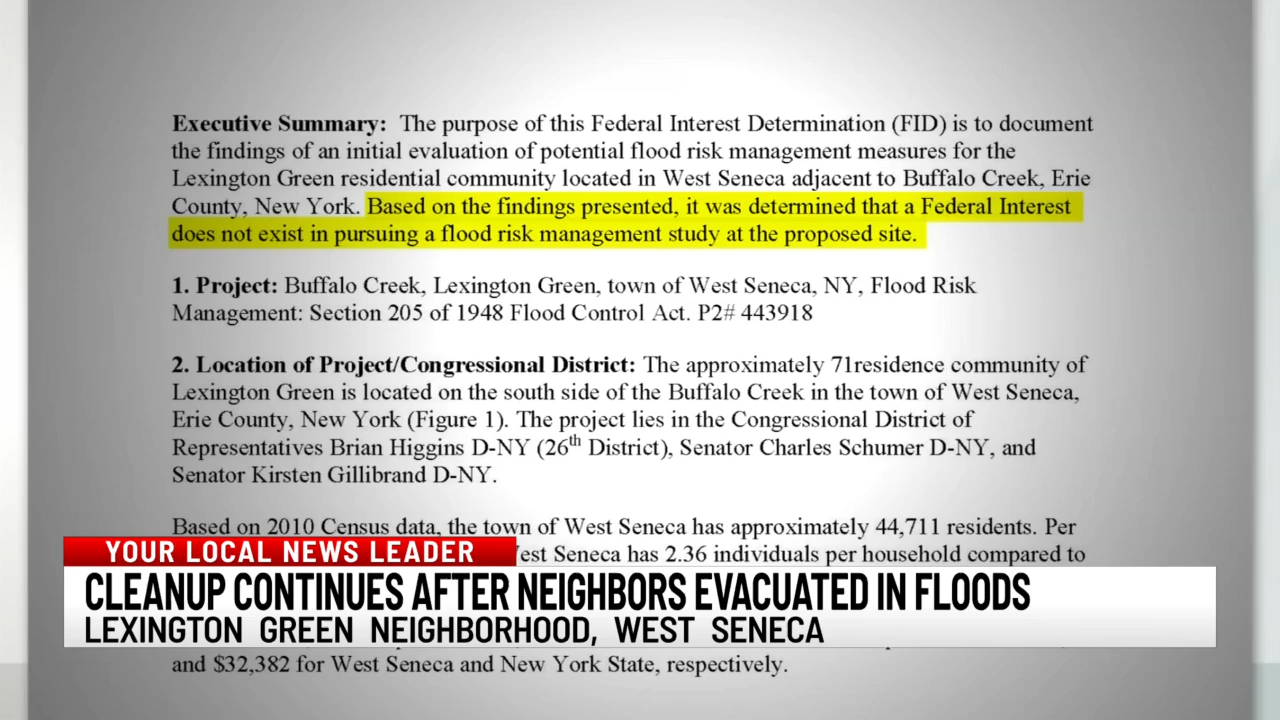 Executive Summary: The purpose of this Federal Interest Determination (FID) is to document
the findings of an initial evaluation of potential flood risk management measures for the
Lexington Green residential community located in West Seneca adjacent to Buffalo Creek, Erie
County, New York. Based on the findings presented, it was determined that a Federal Interest
does not exist in pursuing a flood risk management study at the proposed site.
1. Project: Buffalo Creek, Lexington Green, town of West Seneca, NY, Flood Risk
Management: Section 205 of 1948 Flood Control Act. P2# 443918
2. Location of Project/Congressional District: The approximately 71residence community of
Lexington Green is located on the south side of the Buffalo Creek in the town of West Seneca,
Erie County, New York (Figure 1). The project lies in the Congressional District of
Representatives Brian Higgins D-NY (26th District), Senator Charles Schumer D-NY, and
Senator Kirsten Gillibrand D-NY.
Based on 2010 Census data, the town of West Seneca has approximately 44,711 residents. Per
Seneca has 2.36 individuals per household compared to
YOUR LOCAL NEWS LEADER
CLEANUP CONTINUES AFTER NEIGHBORS EVACUATED IN FLOODS
LEXINGTON GREEN NEIGHBORHOOD, WEST SENECA
and $32,382 for West Seneca and New York State, respectively.